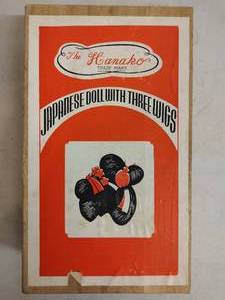 The Hanako
TRADE MARK
JAPANESE DOLL WITH THREE WIGS